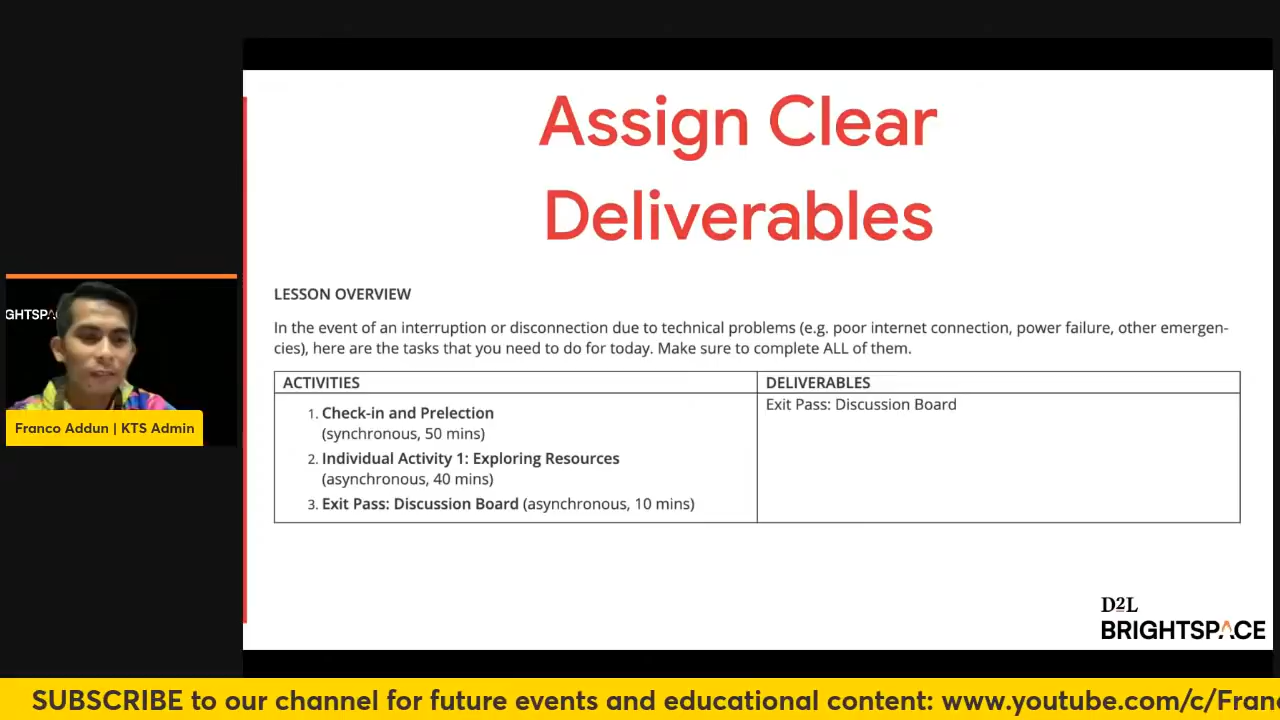 Assign Clear
Deliverables
LESSON OVERVIEW
In the event of an interruption or disconnection due to technical problems (e.g. poor internet connection, power failure, other emergen-
cies), here are the tasks that you need to do for today. Make sure to complete ALL of them.
ACTIVITIES
DELIVERABLES
1. Check-in and Prelection
(synchronous, 50 mins)
2. Individual Activity 1: Exploring Resources
(asynchronous, 40 mins)
3. Exit Pass: Discussion Board (asynchronous, 10 mins)
Exit Pass: Discussion Board
GHTSPA
Franco Addun | KTS Admin
D2L
BRIGHTSPACE
SUBSCRIBE to our channel for future events and educational content: www.youtube.com/c/Franc